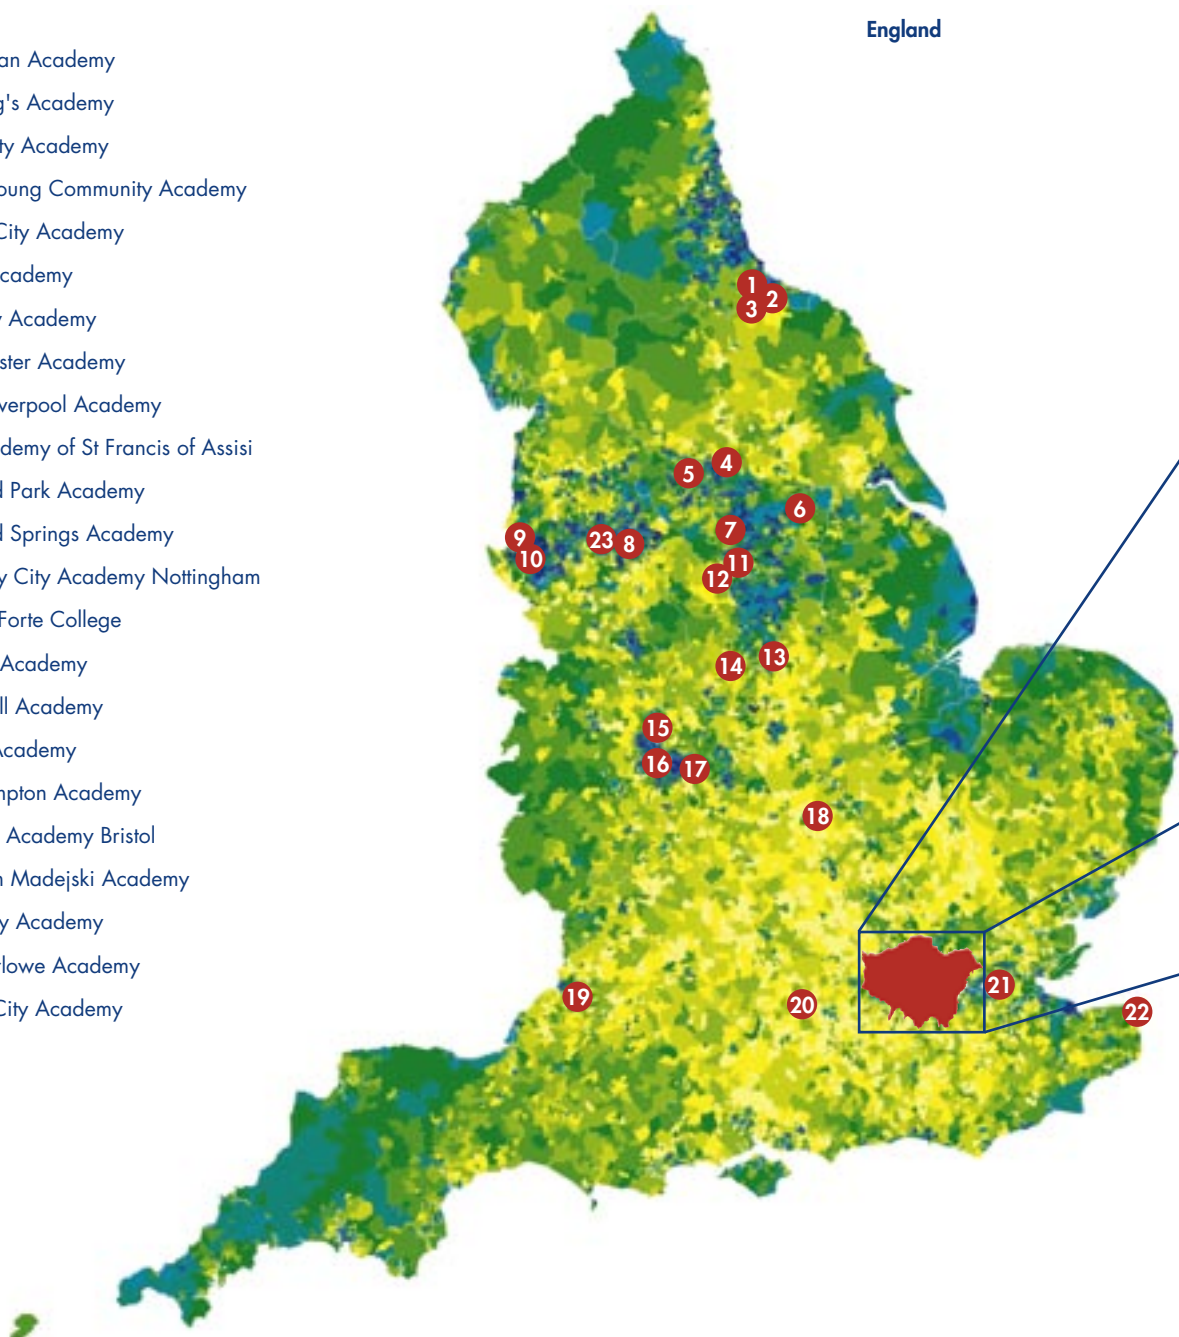 England
an Academy
g's Academy
ty Academy
oung Community Academy
City Academy
cademy
y Academy
ster Academy
verpool Academy
demy of St Francis of Assisi
d Park Academy
d Springs Academy
y City Academy Nottingham
Forte College
Academy
ll Academy
Academy
mpton Academy
Academy Bristol
n Madejski Academy
y Academy
lowe Academy
City Academy
1
2
3
4
5
6
7
9
23
8
10
11
12
13
14
15
16
17
18
21
19
20
22